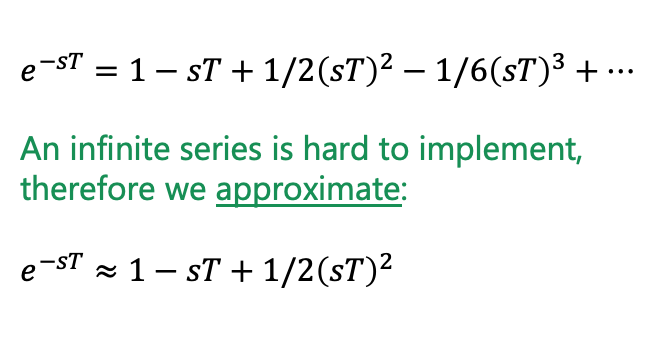 e^{-sT} = 1 − sT + 1/2(sT)² − 1/6(sT)³ + ⋯
An infinite series is hard to implement,
therefore we approximate:
e^{-sT} ≈ 1 − sT + 1/2(sT)²